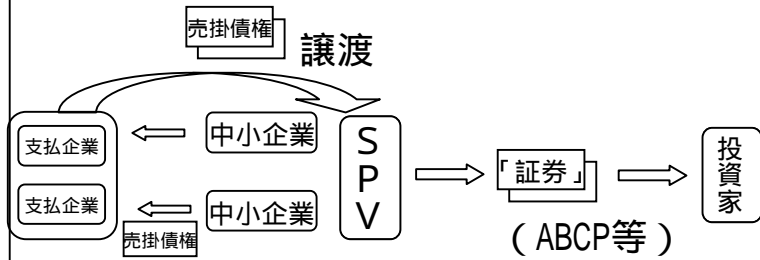 売掛債権
譲渡
支払企業
中小企業
支払企業
中小企業
売掛債権
SPV
「証券」
(ABCP等)
投資家